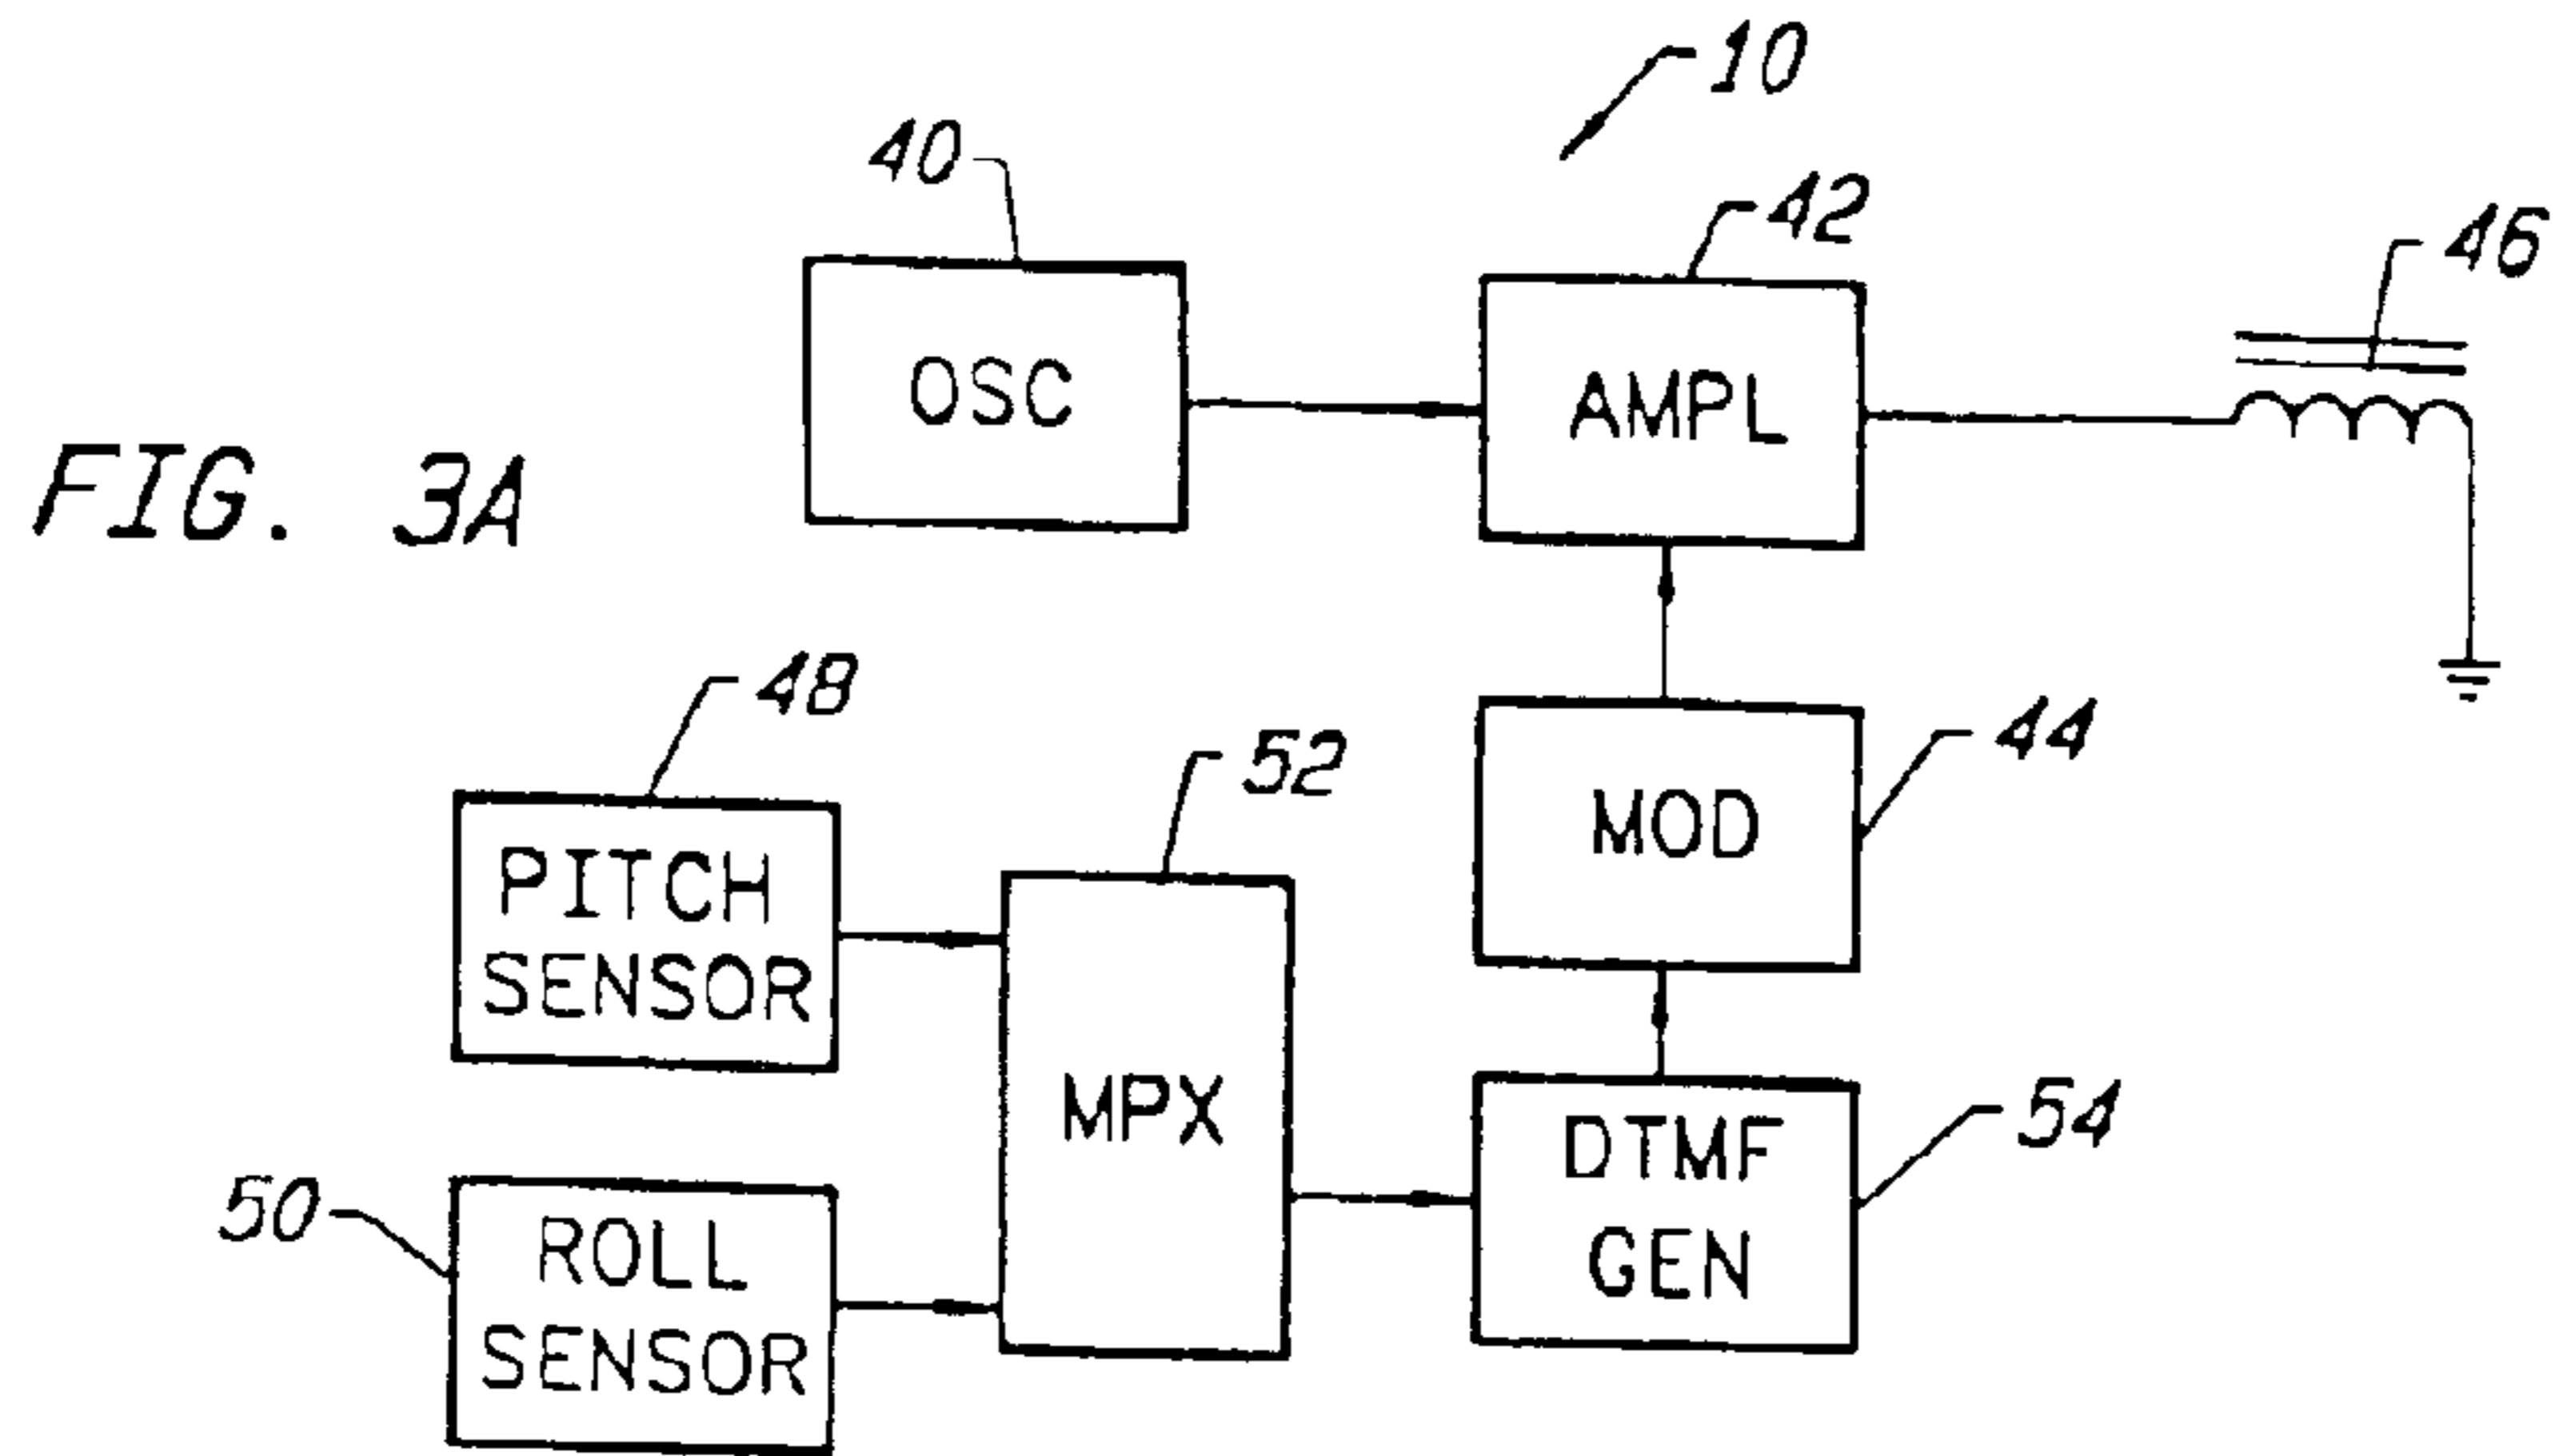 10
40
42
46
OSC
AMPL
FIG. 3A
48
52
44
PITCH
SENSOR
MOD
MPX
50
ROLL
SENSOR
DTMF
GEN
54